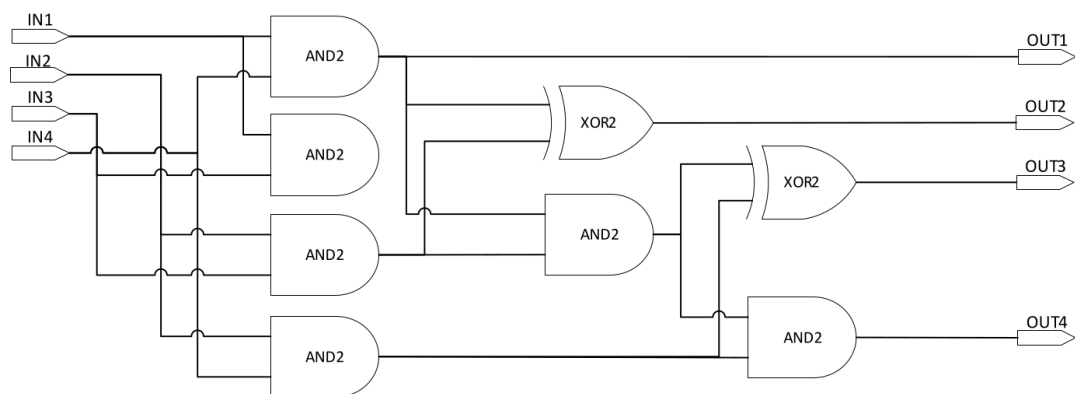 IN1
IN2
IN3
IN4
AND2
AND2
AND2
AND2
XOR2
AND2
XOR2
AND2
OUT1
OUT2
OUT3
OUT4